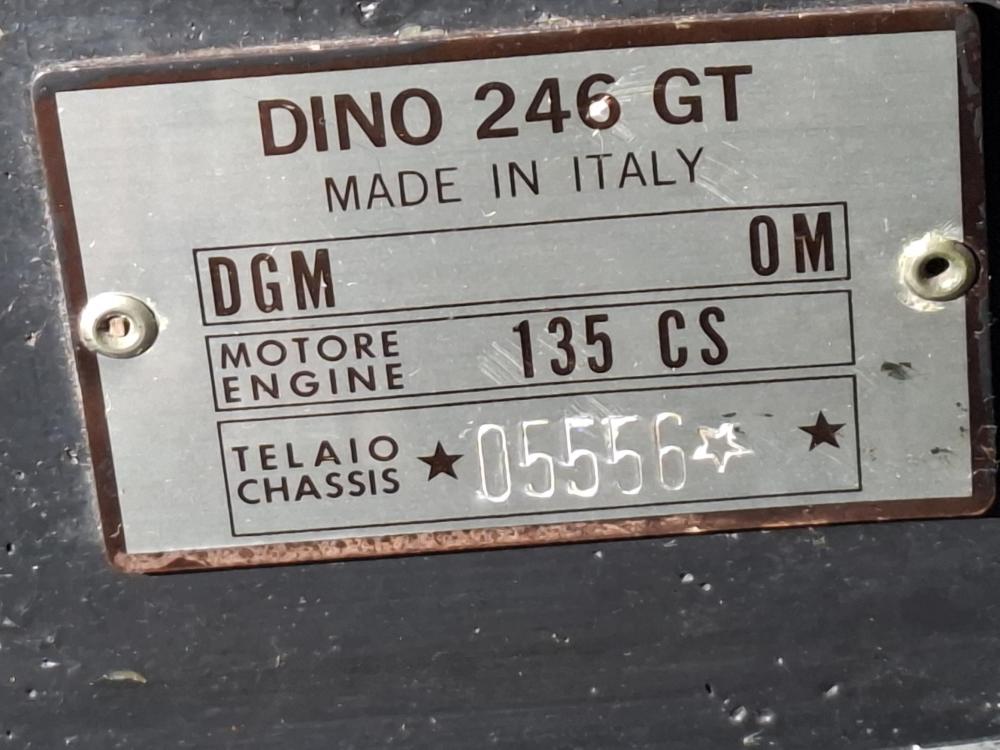 DINO 246 GT
MADE IN ITALY
DGM OM
MOTORE 135 CS
ENGINE
TELAIO ★ 05556☆ ★
CHASSIS